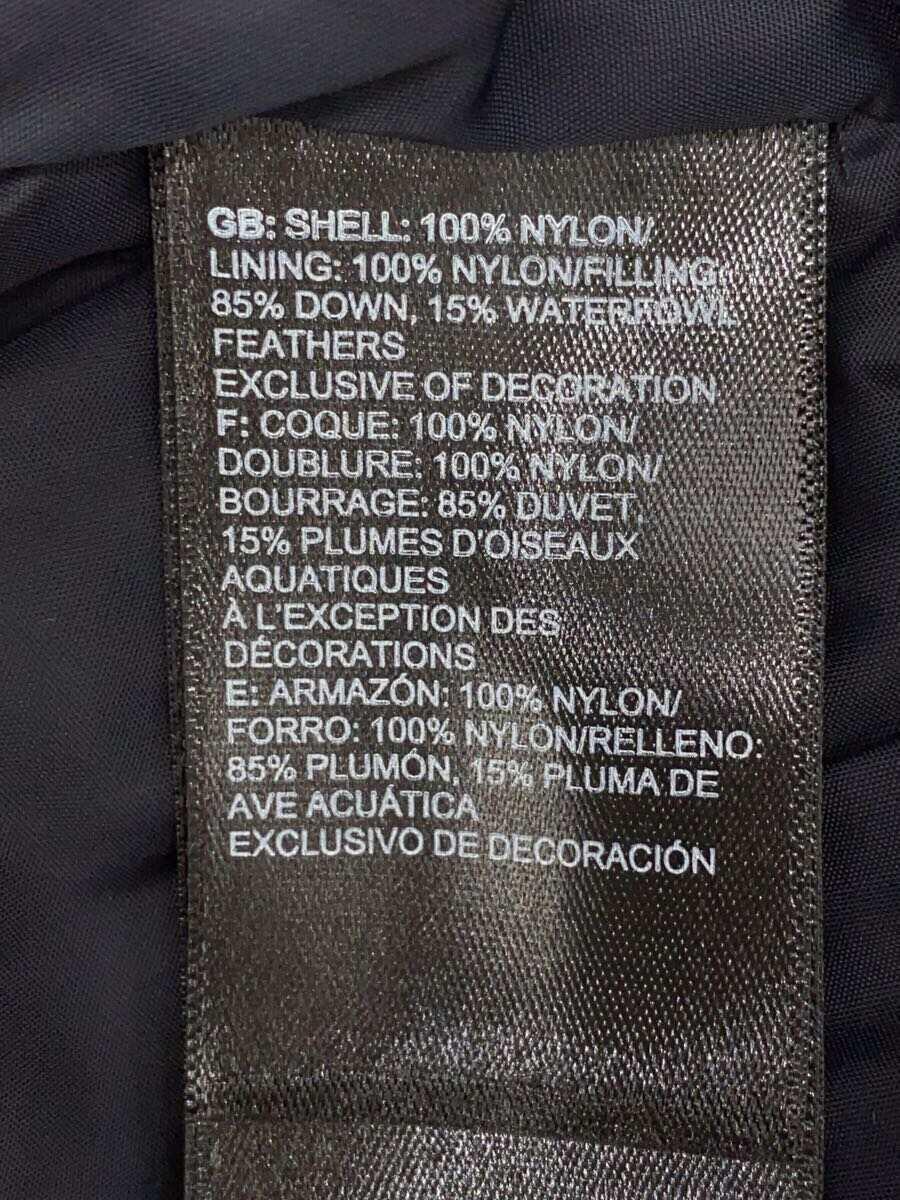 GB: SHELL: 100% NYLON/
LINING: 100% NYLON/FILLING:
85% DOWN, 15% WATERFOWL
FEATHERS
EXCLUSIVE OF DECORATION
F: COQUE: 100% NYLON/
DOUBLURE: 100% NYLON/
BOURRAGE: 85% DUVET,
15% PLUMES D'OISEAUX
AQUATIQUES
À L'EXCEPTION DES
DÉCORATIONS
E: ARMAZÓN: 100% NYLON/
FORRO: 100% NYLON/RELLENO:
85% PLUMÓN, 15% PLUMA DE
AVE ACUÁTICA
EXCLUSIVO DE DECORACIÓN